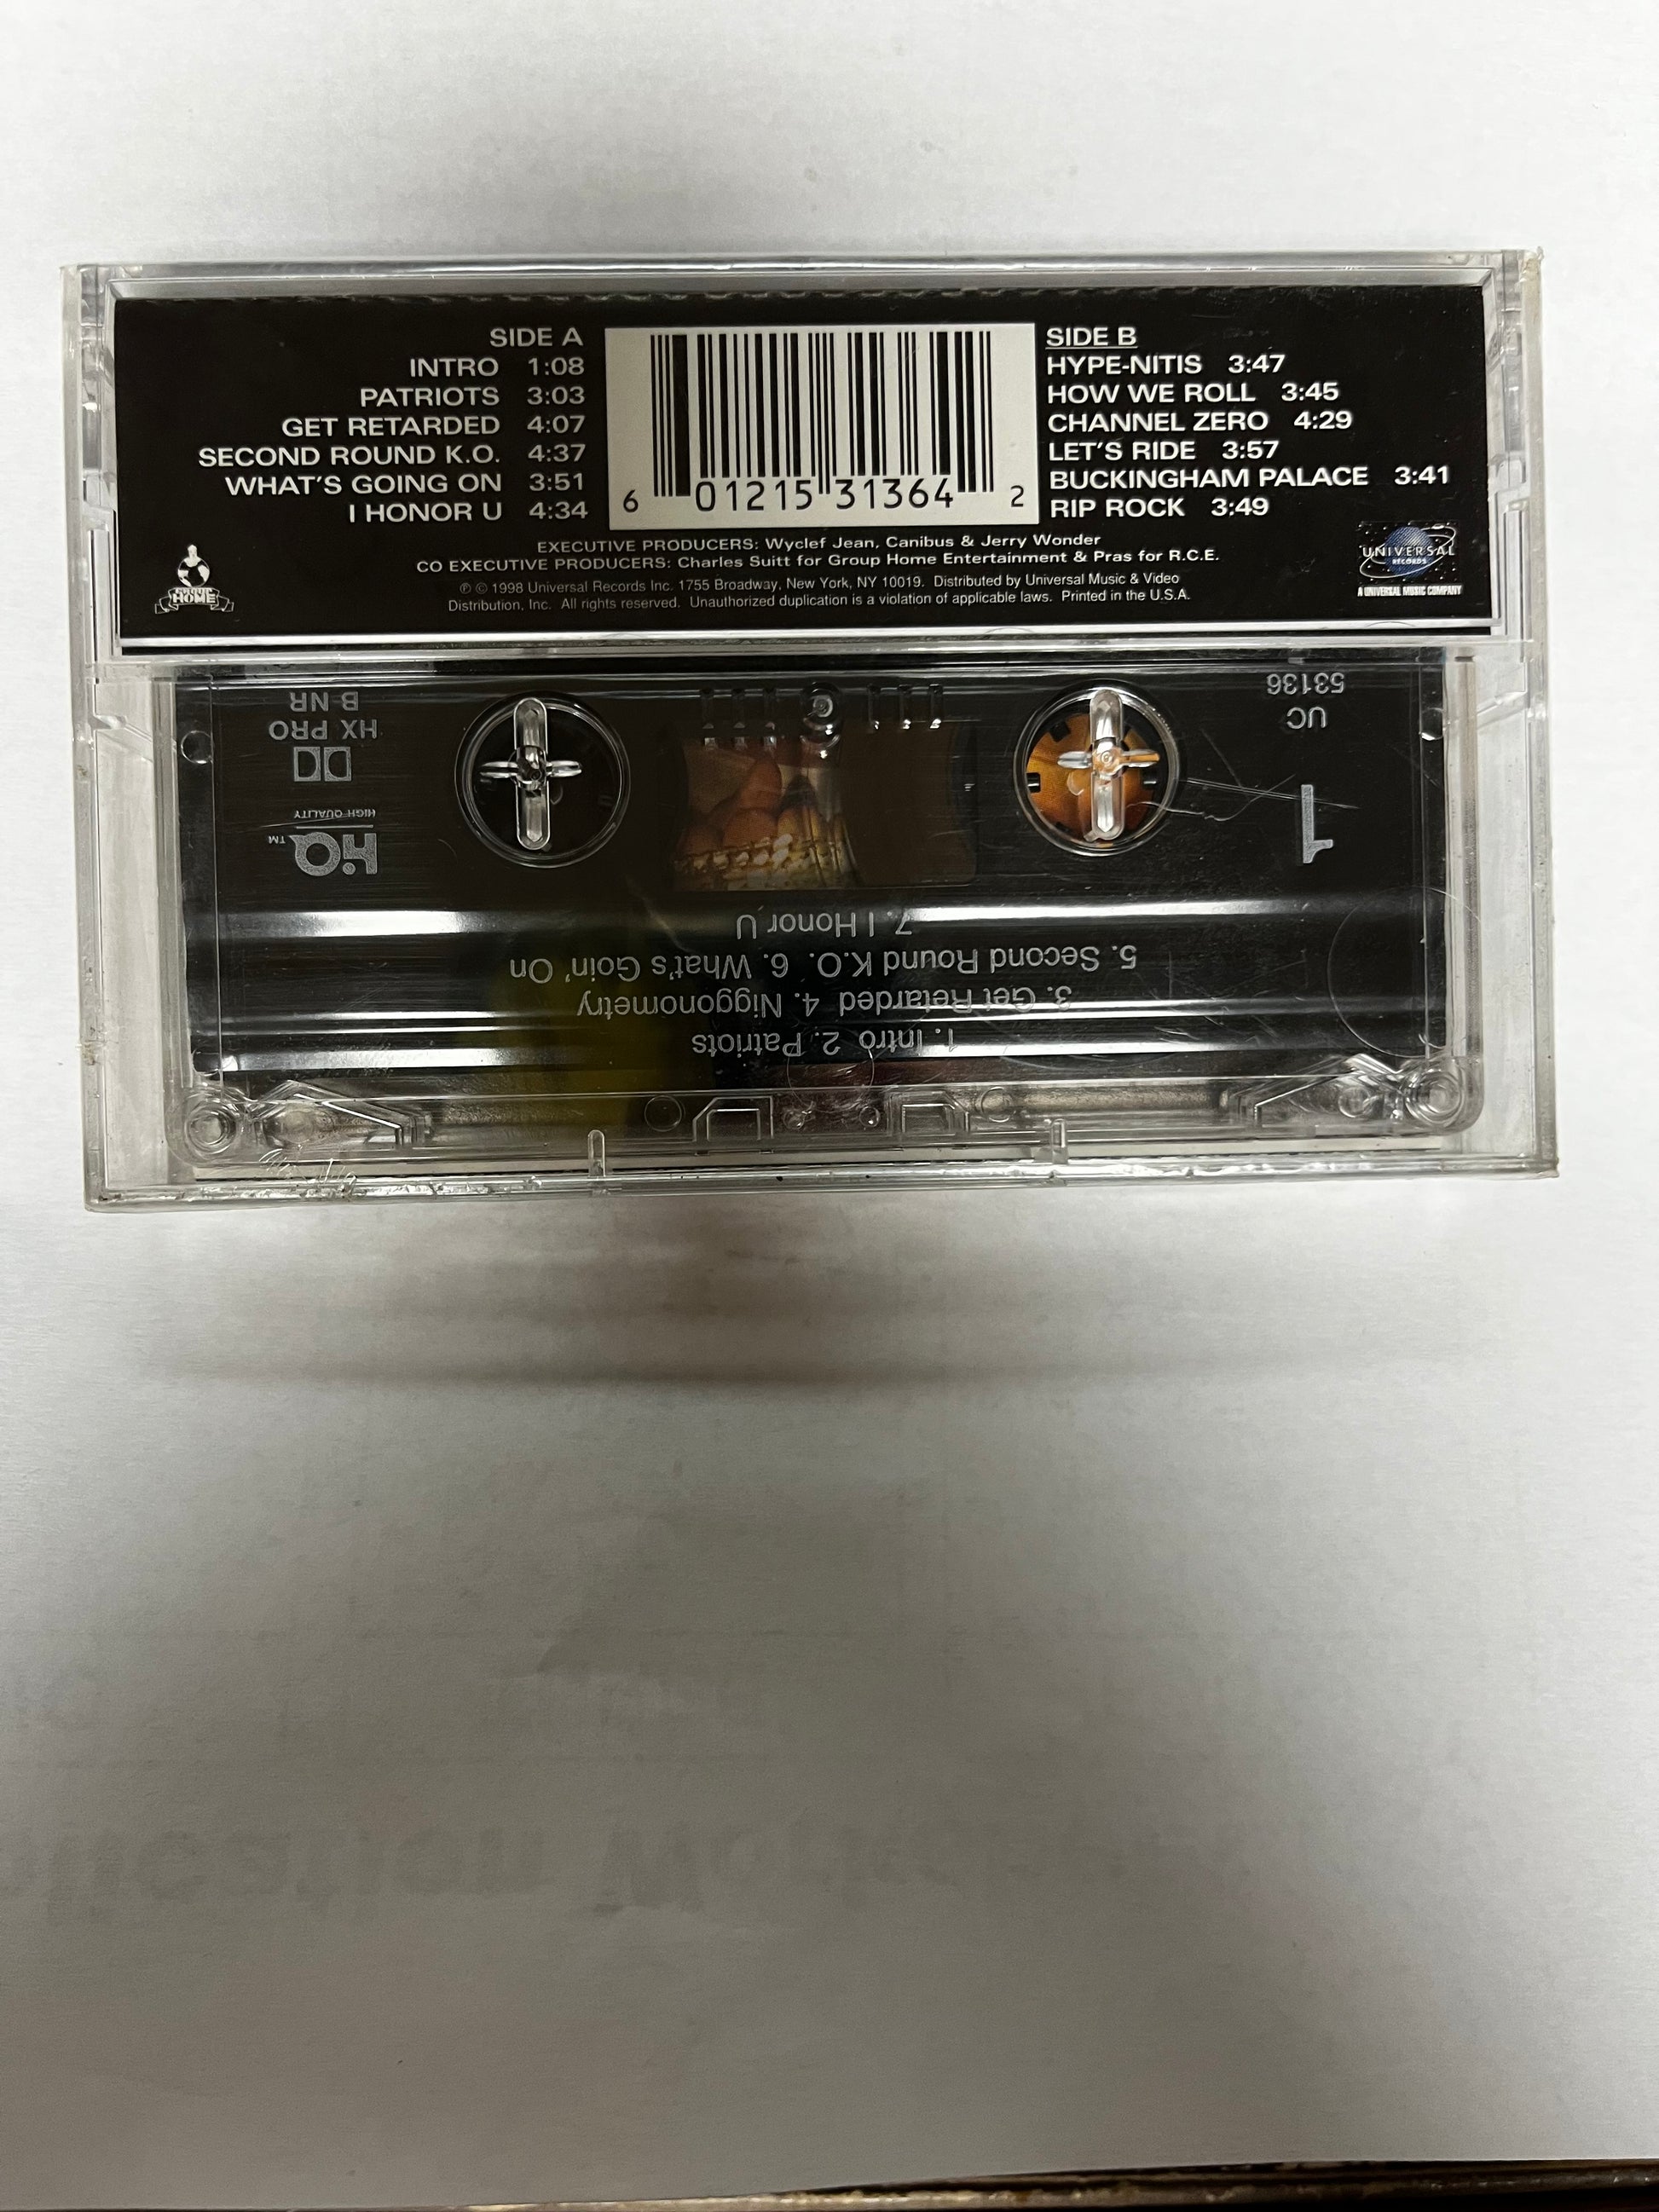 SIDE A
INTRO 1:08
PATRIOTS 3:03
GET RETARDED 4:07
SECOND ROUND K.O. 4:37
WHAT'S GOING ON 3:51
I HONOR U 4:34
6 01215 31364 2
SIDE B
HYPE-NITIS 3:47
HOW WE ROLL 3:45
CHANNEL ZERO 4:29
LET'S RIDE 3:57
BUCKINGHAM PALACE 3:41
RIP ROCK 3:49
EXECUTIVE PRODUCERS: Wyclef Jean, Canibus & Jerry Wonder
CO EXECUTIVE PRODUCERS: Charles Suitt for Group Home Entertainment & Pras for R.C.E.
℗ © 1998 Universal Records Inc. 1755 Broadway, New York, NY 10019. Distributed by Universal Music & Video
Distribution, Inc. All rights reserved. Unauthorized duplication is a violation of applicable laws. Printed in the U.S.A.
GROUP
HOME
UNIVERSAL
RECORDS
A UNIVERSAL MUSIC COMPANY
1. Intro 2. Patriots
3. Get Retarded 4. Niggonometry
5. Second Round K.O. 6. What's Goin' On
7. I Honor U
1
UC
53136
HiQ™
HIGH QUALITY
HX PRO
B NR